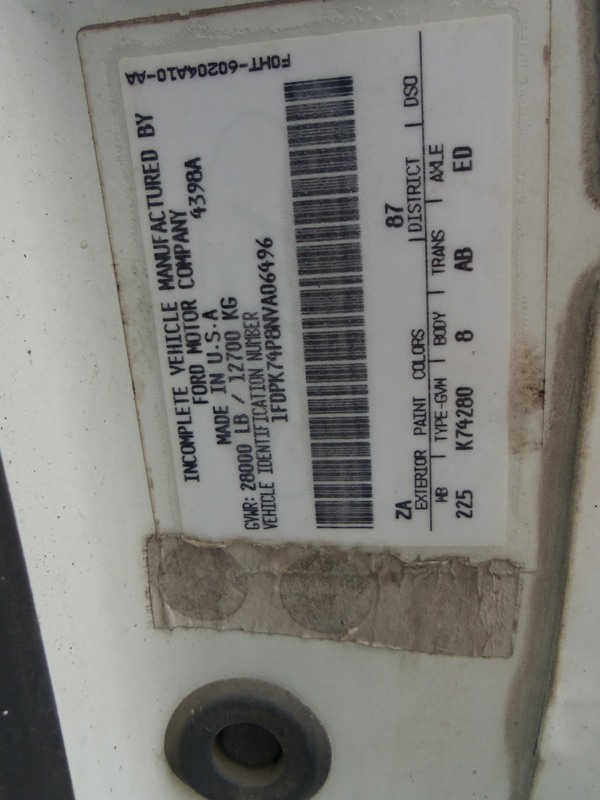 F0HT-60204A10-AA
INCOMPLETE VEHICLE MANUFACTURED BY
FORD MOTOR COMPANY 4398A
MADE IN U.S.A
GVWR: 28000 LB / 12700 KG
VEHICLE IDENTIFICATION NUMBER
1FDPK74P8NVA06496
ZA 87
EXTERIOR PAINT COLORS DISTRICT DSO
WB TYPE-GVW BODY TRANS AXLE
225 K74280 8 AB ED